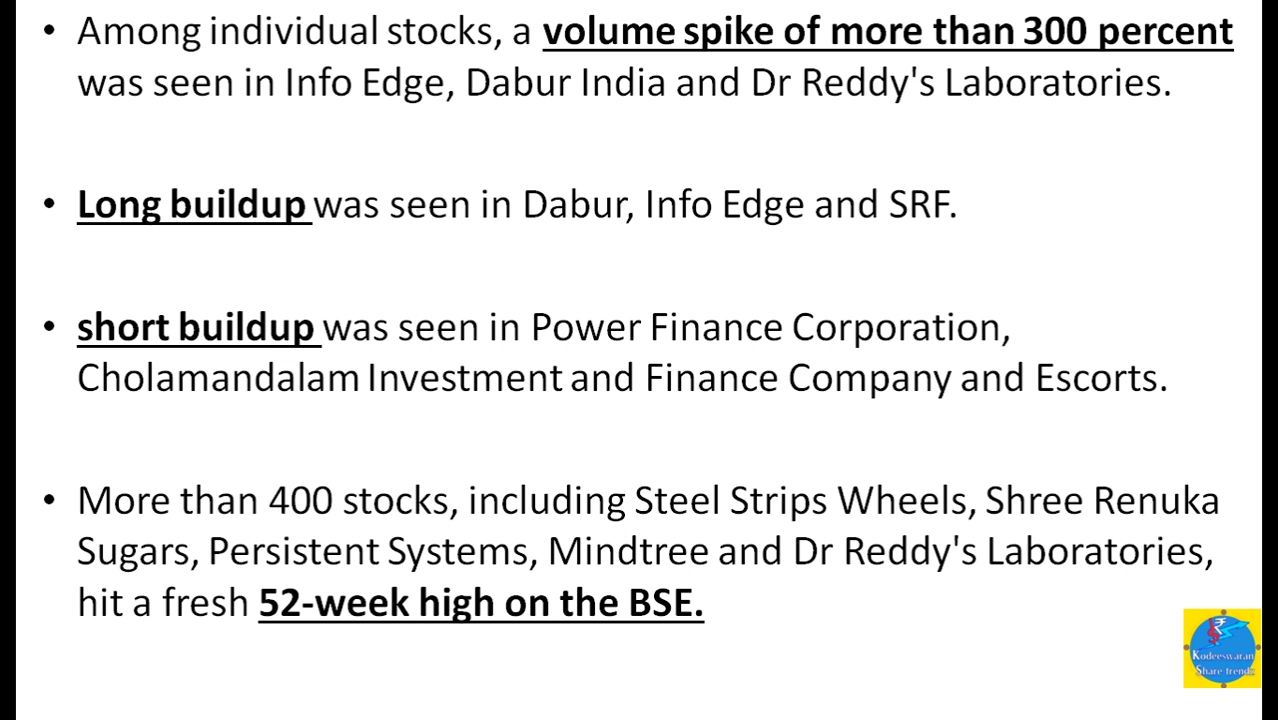 • Among individual stocks, a volume spike of more than 300 percent
was seen in Info Edge, Dabur India and Dr Reddy's Laboratories.
• Long buildup was seen in Dabur, Info Edge and SRF.
• short buildup was seen in Power Finance Corporation,
Cholamandalam Investment and Finance Company and Escorts.
• More than 400 stocks, including Steel Strips Wheels, Shree Renuka
Sugars, Persistent Systems, Mindtree and Dr Reddy's Laboratories,
hit a fresh 52-week high on the BSE.
₹
Kodeeswaran
Share trendz